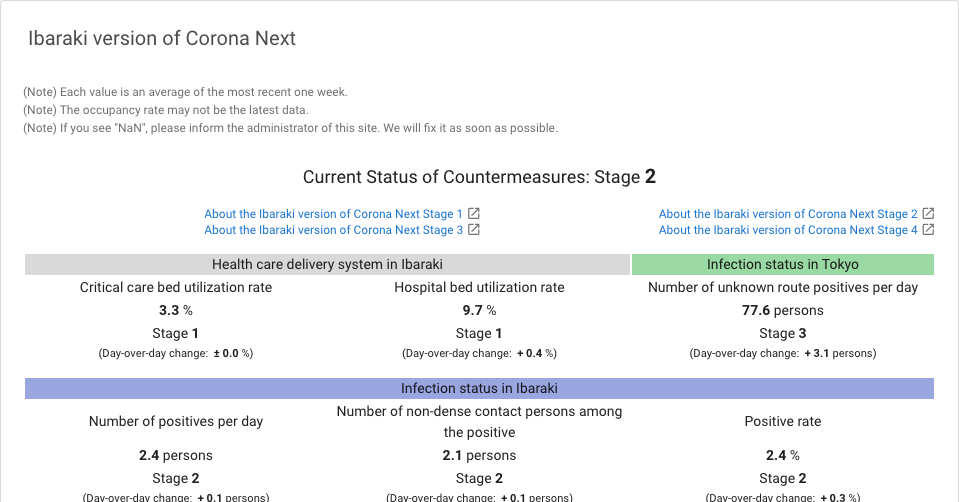 Ibaraki version of Corona Next
(Note) Each value is an average of the most recent one week.
(Note) The occupancy rate may not be the latest data.
(Note) If you see "NaN", please inform the administrator of this site. We will fix it as soon as possible.
Current Status of Countermeasures: Stage 2
About the Ibaraki version of Corona Next Stage 1
About the Ibaraki version of Corona Next Stage 2
About the Ibaraki version of Corona Next Stage 3
About the Ibaraki version of Corona Next Stage 4
Health care delivery system in Ibaraki
Infection status in Tokyo
Critical care bed utilization rate
3.3 %
Stage 1
(Day-over-day change: ± 0.0 %)
Hospital bed utilization rate
9.7 %
Stage 1
(Day-over-day change: + 0.4 %)
Number of unknown route positives per day
77.6 persons
Stage 3
(Day-over-day change: + 3.1 persons)
Infection status in Ibaraki
Number of positives per day
2.4 persons
Stage 2
(Day-over-day change: + 0.1 persons)
Number of non-dense contact persons among
the positive
2.1 persons
Stage 2
(Day-over-day change: + 0.1 persons)
Positive rate
2.4 %
Stage 2
(Day-over-day change: + 0.3 %)